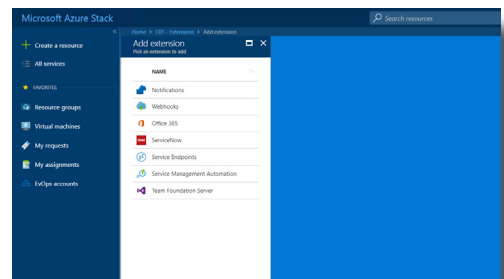 Microsoft Azure Stack
Search resources
Home > C01 - Extensions > Add extension
Create a resource
All services
FAVORITES
Resource groups
Virtual machines
My requests
My assignments
EvOps accounts
Add extension
Pick an extension to add
NAME
Notifications
Webhooks
Office 365
ServiceNow
Service Endpoints
Service Management Automation
Team Foundation Server